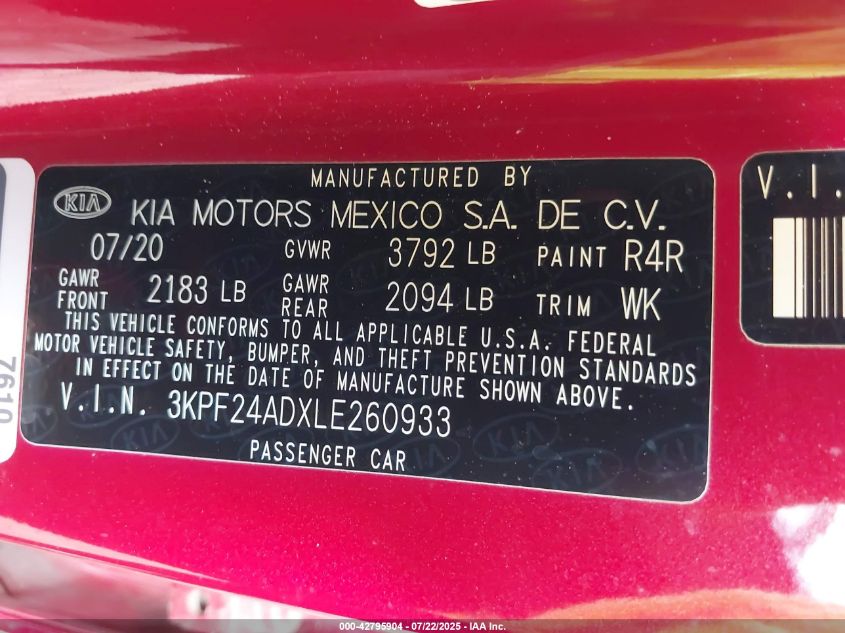 MANUFACTURED BY
KIA KIA MOTORS MEXICO S.A. DE C.V.
07/20 GVWR 3792 LB PAINT R4R
GAWR FRONT 2183 LB GAWR REAR 2094 LB TRIM WK
THIS VEHICLE CONFORMS TO ALL APPLICABLE U.S.A. FEDERAL
MOTOR VEHICLE SAFETY, BUMPER, AND THEFT PREVENTION STANDARDS
IN EFFECT ON THE DATE OF MANUFACTURE SHOWN ABOVE.
V.I.N. 3KPF24ADXLE260933
PASSENGER CAR
V.I.
7610
000-42795904 - 07/22/2025 - IAA Inc.